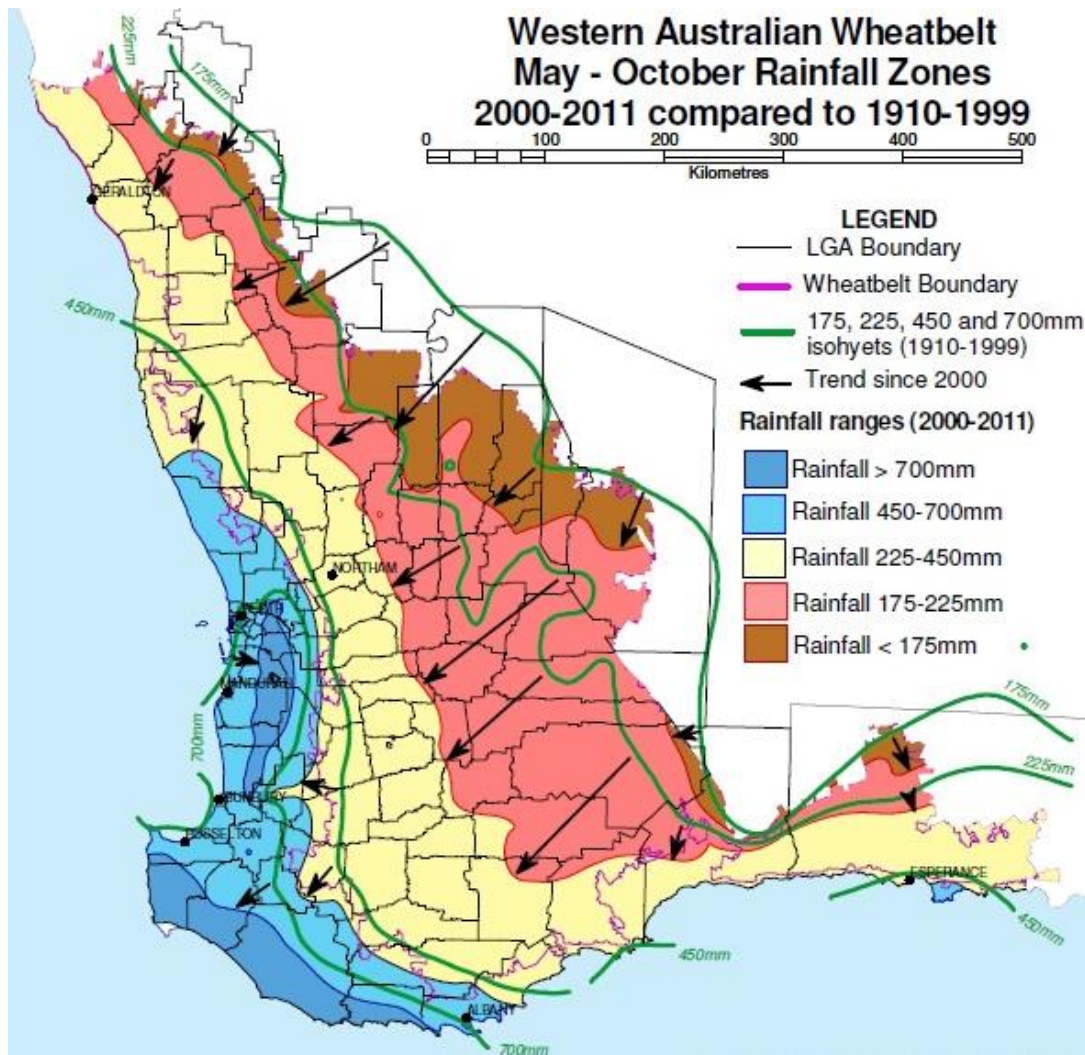 Western Australian Wheatbelt
May - October Rainfall Zones
2000-2011 compared to 1910-1999
0 100 200 300 400 500
Kilometres
LEGEND
LGA Boundary
Wheatbelt Boundary
175, 225, 450 and 700mm
isohyets (1910-1999)
Trend since 2000
Rainfall ranges (2000-2011)
Rainfall > 700mm
Rainfall 450-700mm
Rainfall 225-450mm
Rainfall 175-225mm
Rainfall < 175mm
225mm
175mm
GERALDTON
450mm
NORTHAM
PERTH
MANDURAH
700mm
BUNBURY
BUSSELTON
175mm
225mm
ESPERANCE
450mm
450mm
ALBANY
700mm